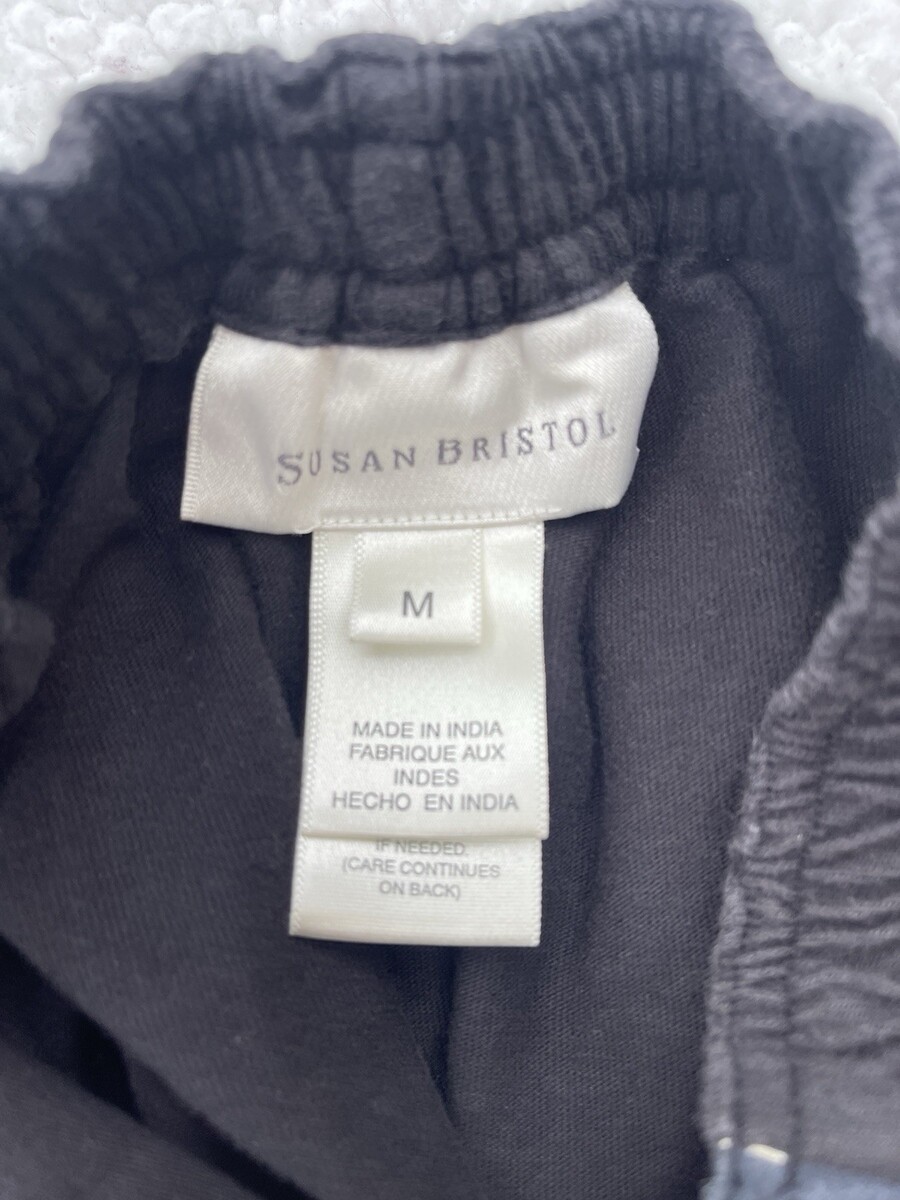 SUSAN BRISTOL
M
MADE IN INDIA
FABRIQUE AUX
INDES
HECHO EN INDIA
IF NEEDED.
(CARE CONTINUES
ON BACK)